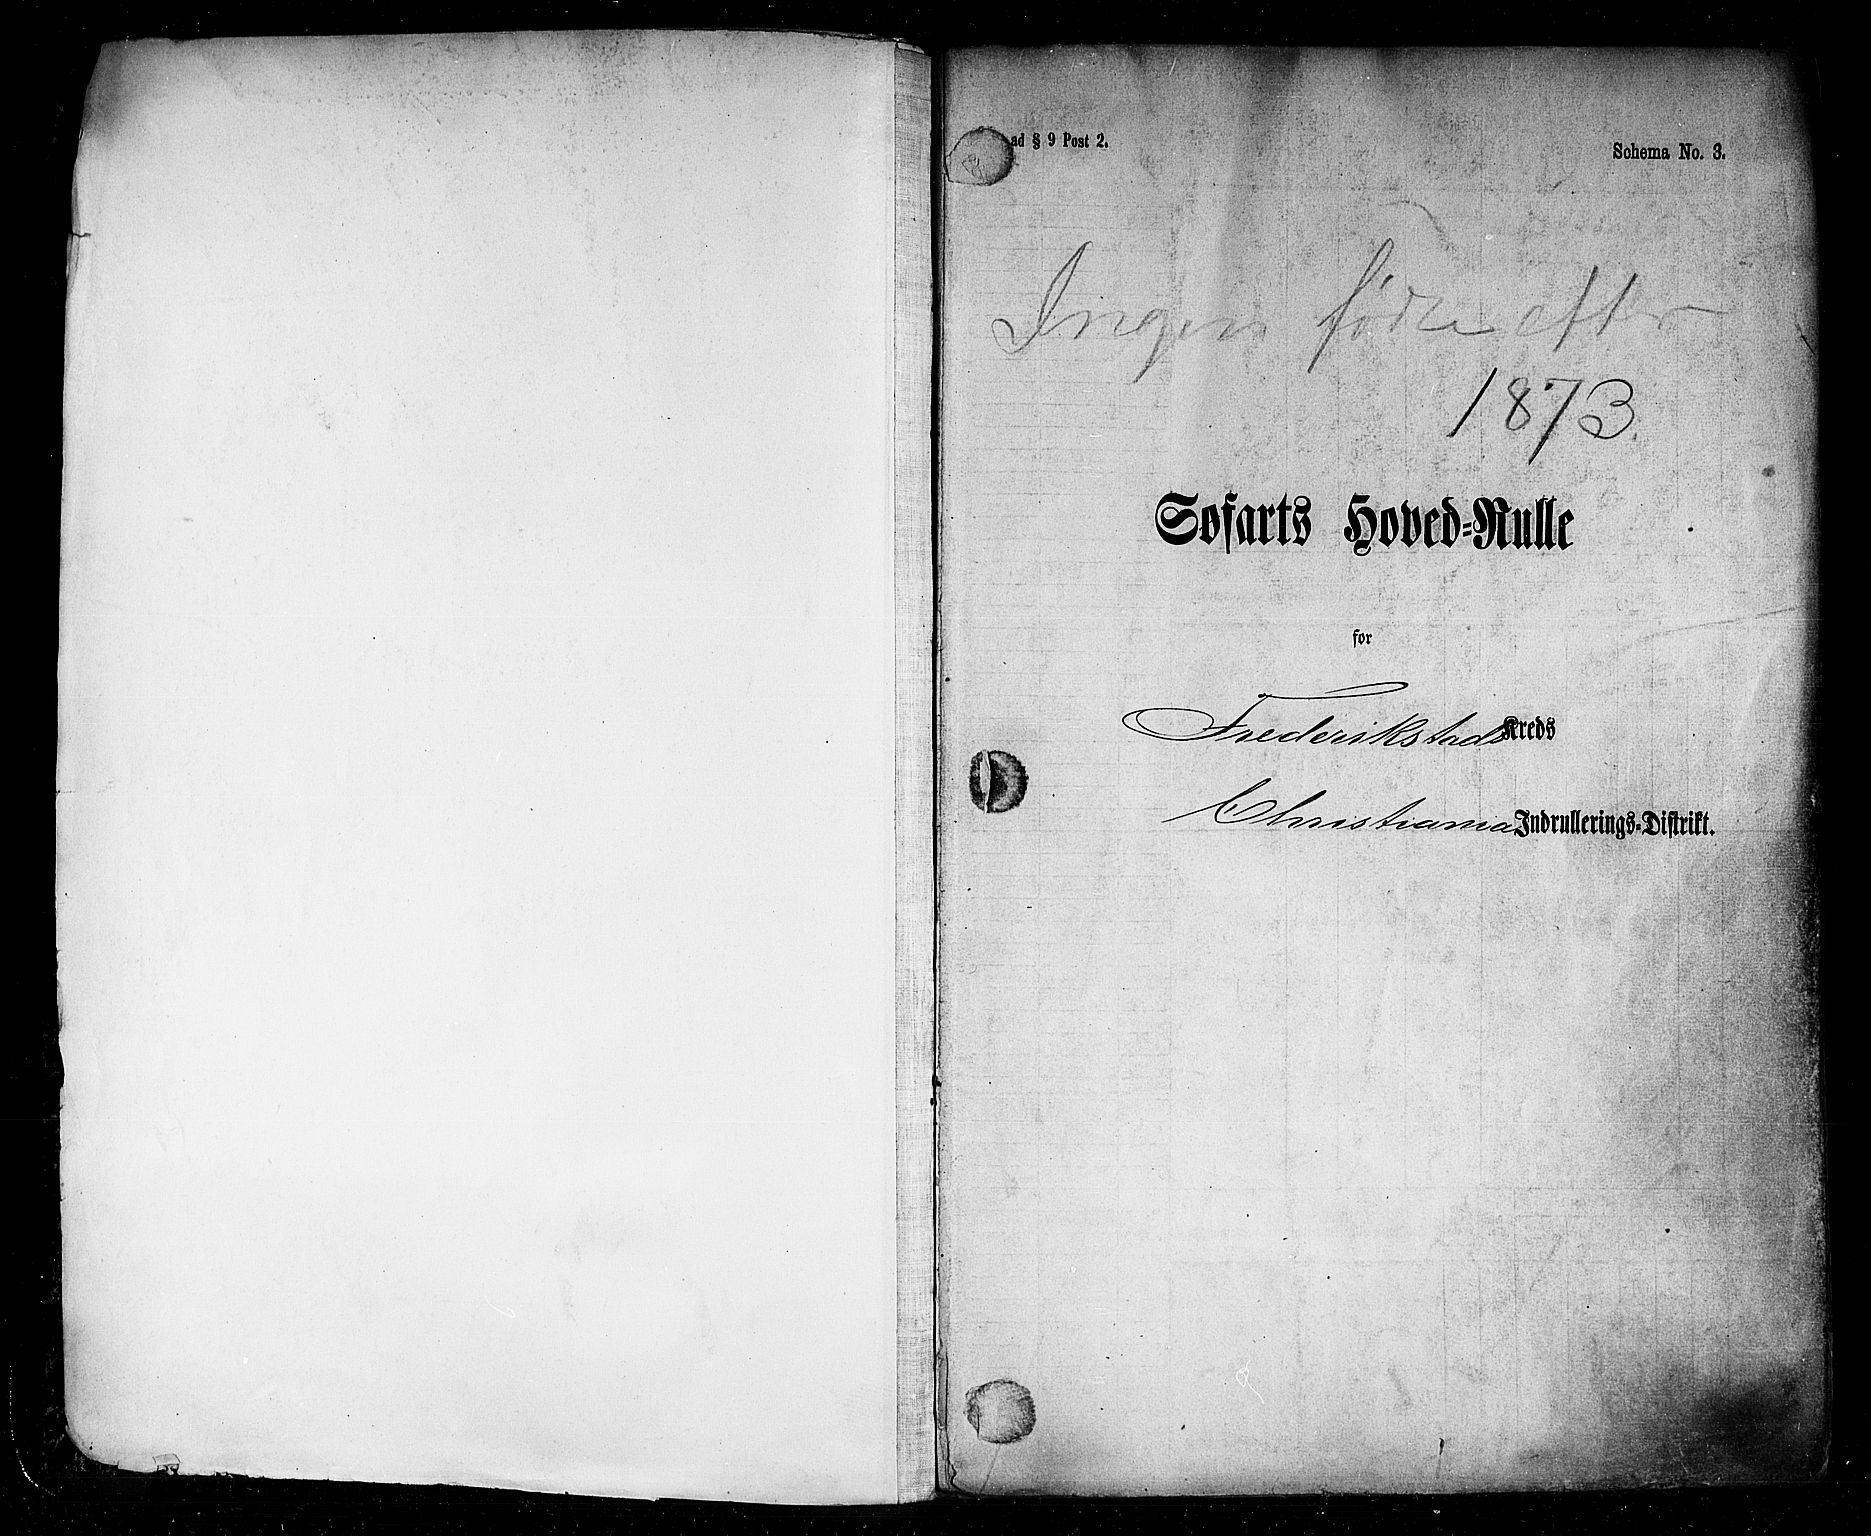 ad § 9 Post 2.
Schema No. 3.
Ingen fødte efter
1873.
Søfarts Hoved-Rulle
for
Frederikstads Kreds
Christiania Indrullerings-Distrikt.